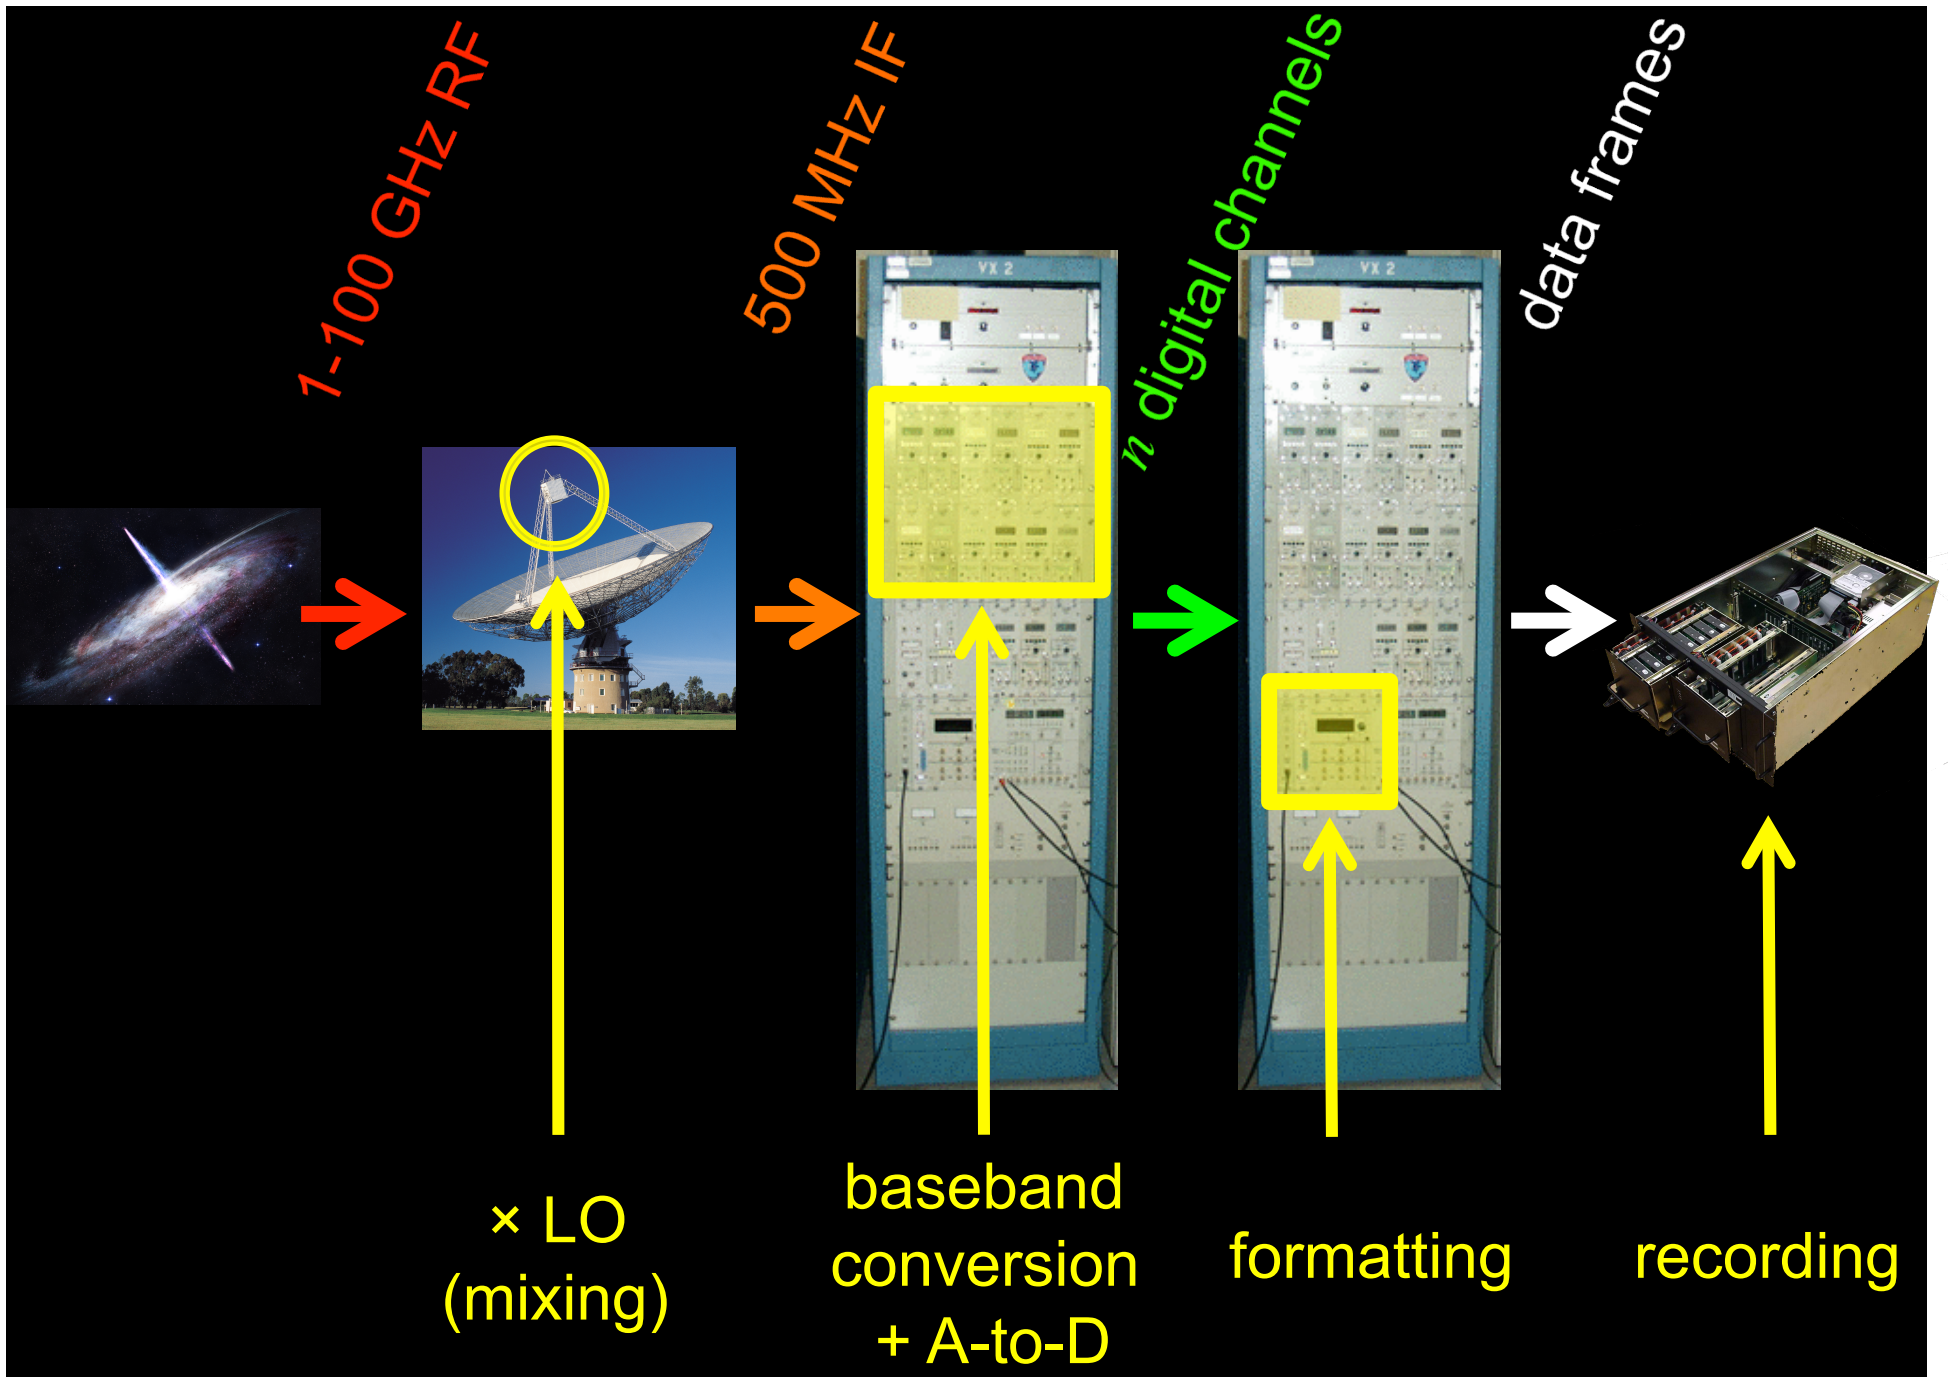 1-100 GHz RF
500 MHz IF
n digital channels
data frames
VX 2
VX 2
× LO
(mixing)
baseband
conversion
+ A-to-D
formatting
recording